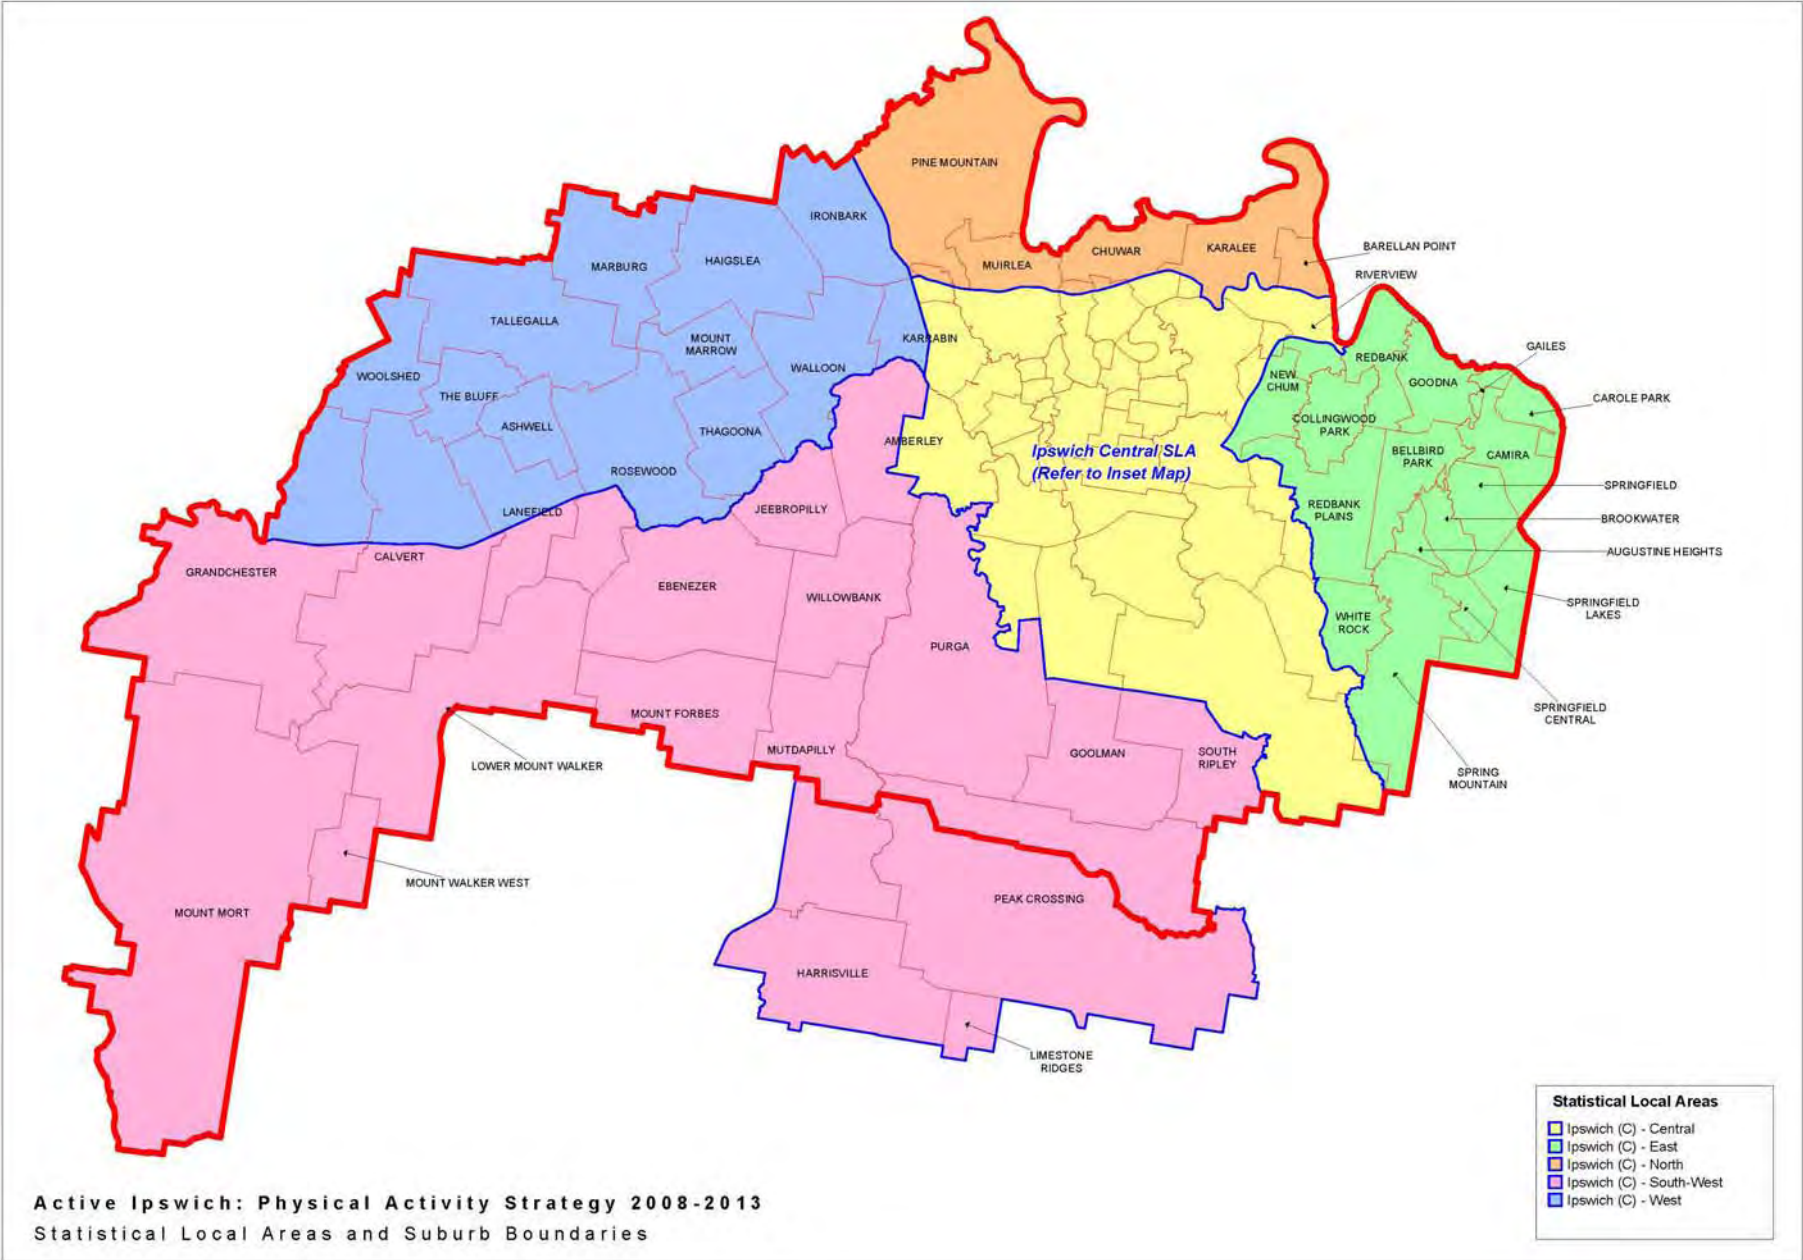 PINE MOUNTAIN
IRONBARK
MUIRLEA
CHUWAR
KARALEE
BARELLAN POINT
RIVERVIEW
MARBURG
HAIGSLEA
TALLEGALLA
MOUNT
MARROW
KARRABIN
WALLOON
WOOLSHED
THE BLUFF
ASHWELL
THAGOONA
ROSEWOOD
LANEFIELD
AMBERLEY
Ipswich Central SLA
(Refer to Inset Map)
NEW
CHUM
REDBANK
GOODNA
GAILES
CAROLE PARK
COLLINGWOOD
PARK
BELLBIRD
PARK
CAMIRA
SPRINGFIELD
REDBANK
PLAINS
BROOKWATER
AUGUSTINE HEIGHTS
SPRINGFIELD
LAKES
WHITE
ROCK
SPRINGFIELD
CENTRAL
SPRING
MOUNTAIN
JEEBROPILLY
GRANDCHESTER
CALVERT
EBENEZER
WILLOWBANK
PURGA
MOUNT FORBES
MUTDAPILLY
GOOLMAN
SOUTH
RIPLEY
LOWER MOUNT WALKER
MOUNT WALKER WEST
MOUNT MORT
PEAK CROSSING
HARRISVILLE
LIMESTONE
RIDGES
Statistical Local Areas
Ipswich (C) - Central
Ipswich (C) - East
Ipswich (C) - North
Ipswich (C) - South-West
Ipswich (C) - West
Active Ipswich: Physical Activity Strategy 2008-2013
Statistical Local Areas and Suburb Boundaries